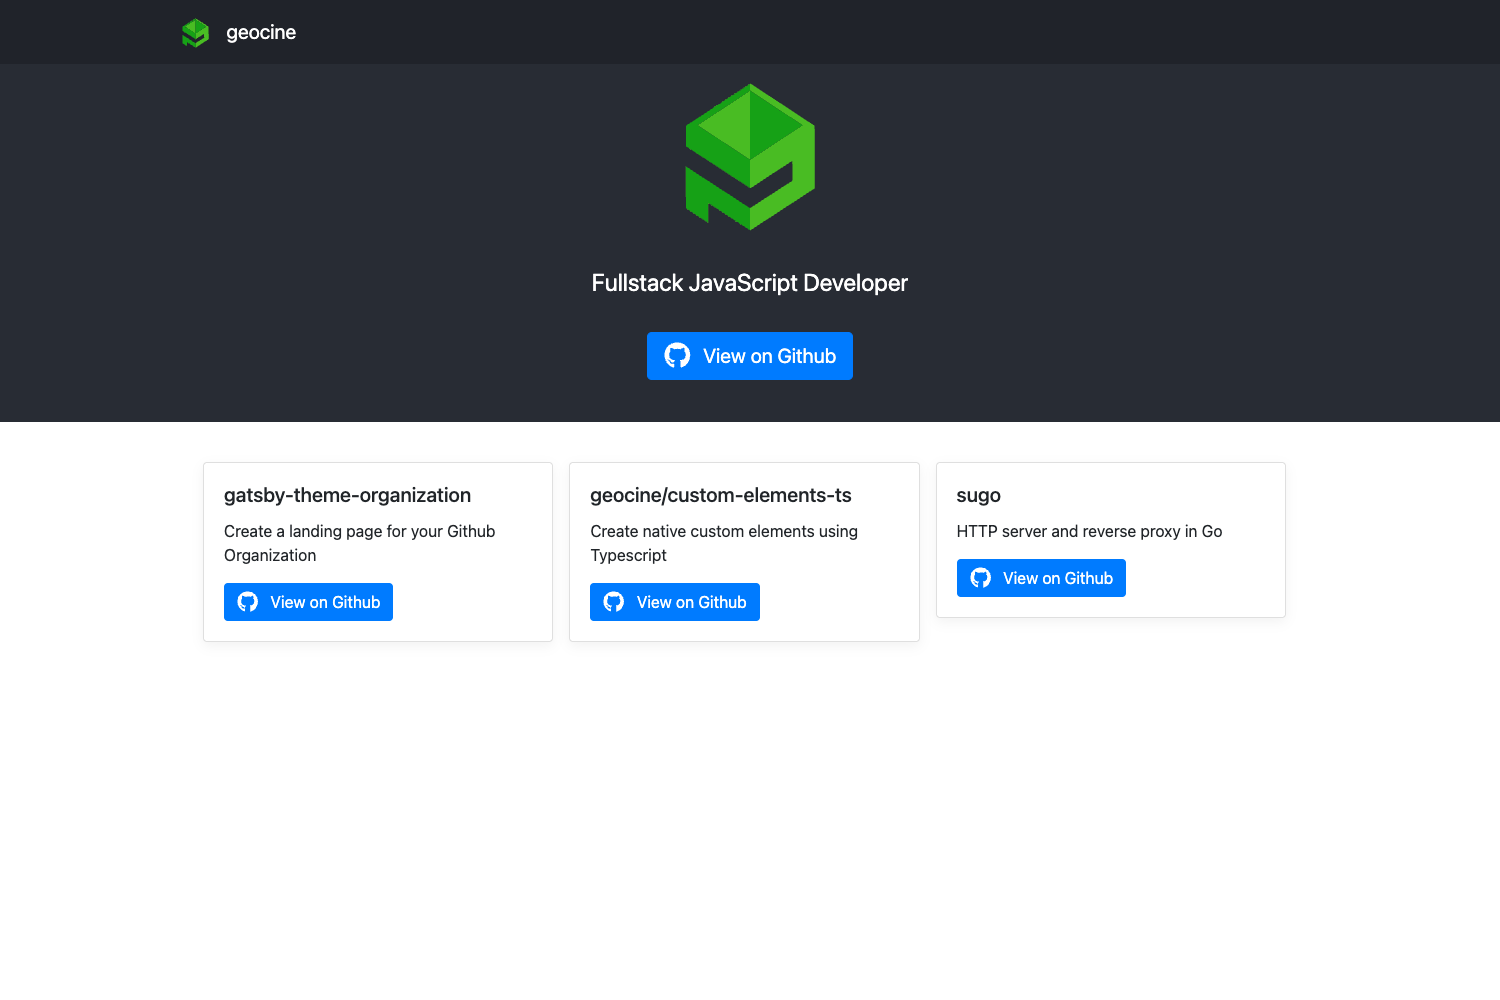 geocine
Fullstack JavaScript Developer
View on Github
gatsby-theme-organization
Create a landing page for your Github
Organization
View on Github
geocine/custom-elements-ts
Create native custom elements using
Typescript
View on Github
sugo
HTTP server and reverse proxy in Go
View on Github